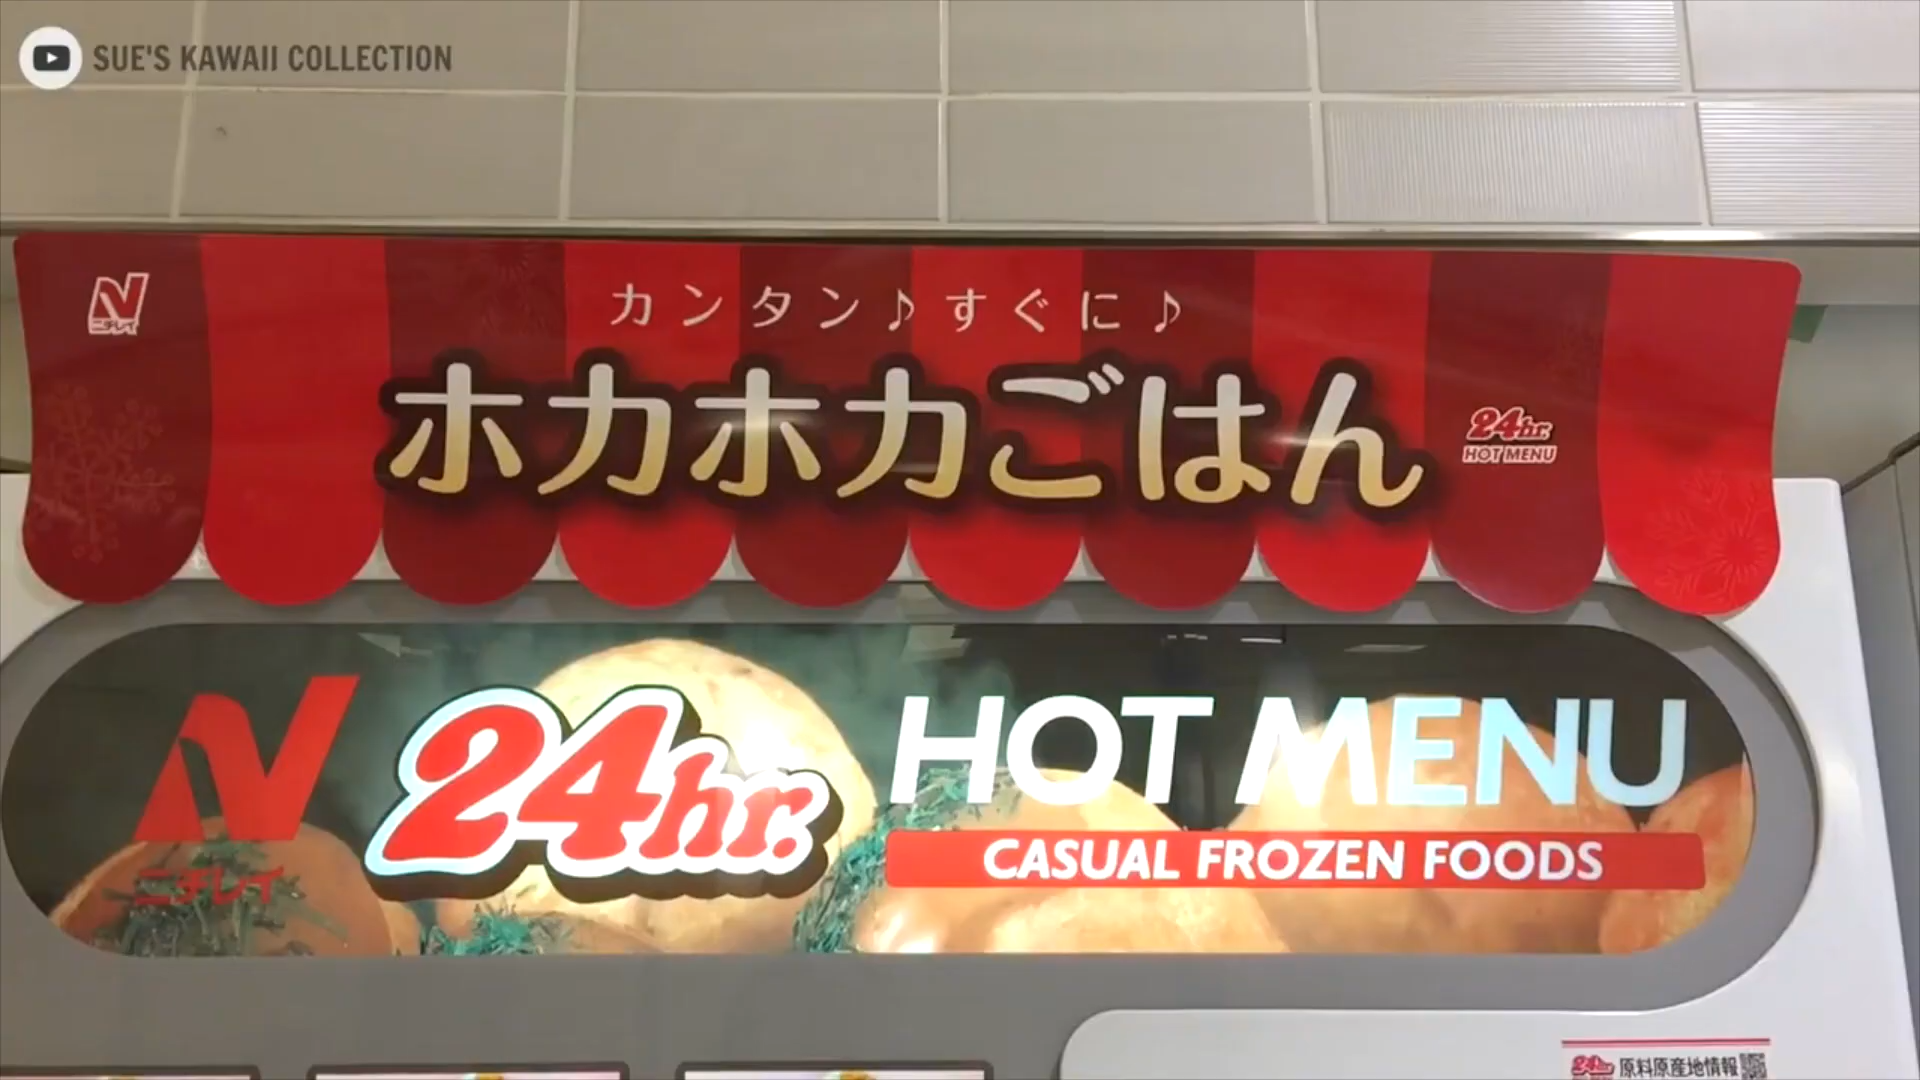 SUE'S KAWAII COLLECTION
ニチレイ
カンタン♪すぐに♪
ホカホカごはん
24hr.
HOT MENU
ニチレイ
24hr.
HOT MENU
CASUAL FROZEN FOODS
24hr 原料原産地情報